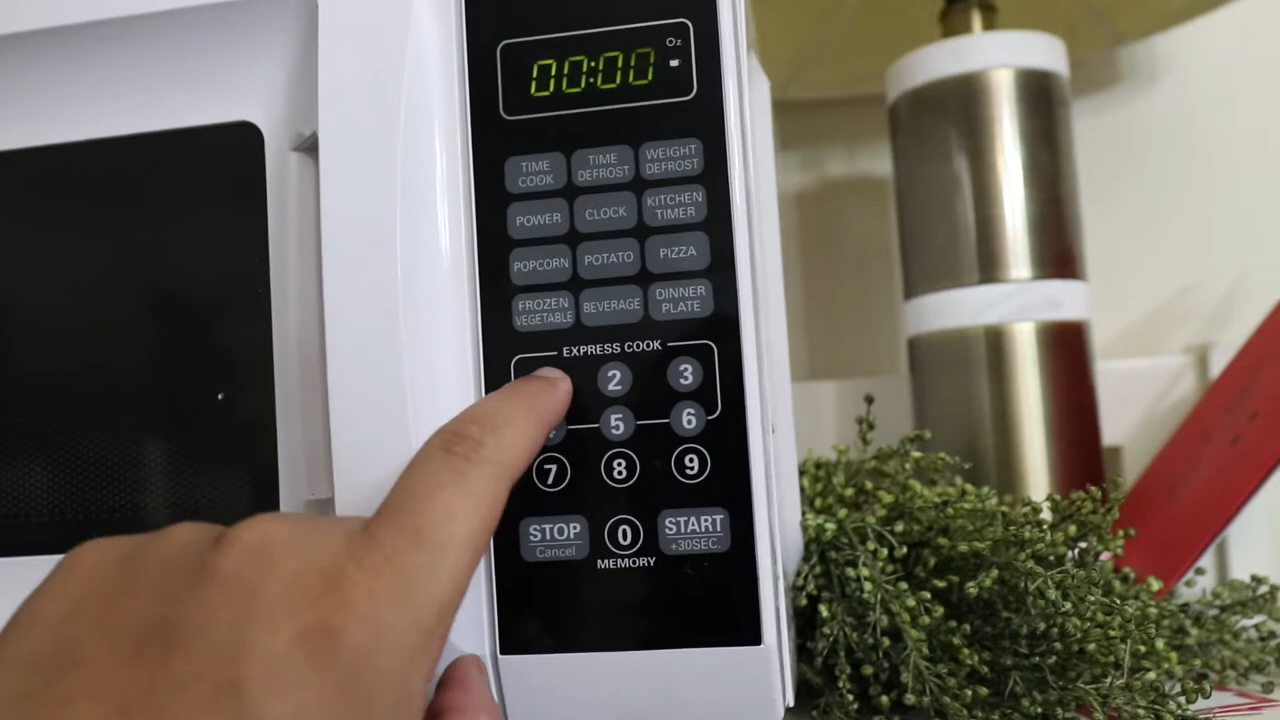 00:00
Oz
TIME COOK
TIME DEFROST
WEIGHT DEFROST
POWER
CLOCK
KITCHEN TIMER
POPCORN
POTATO
PIZZA
FROZEN VEGETABLE
BEVERAGE
DINNER PLATE
EXPRESS COOK
2
3
5
6
7
8
9
STOP
Cancel
0
START
+30SEC.
MEMORY